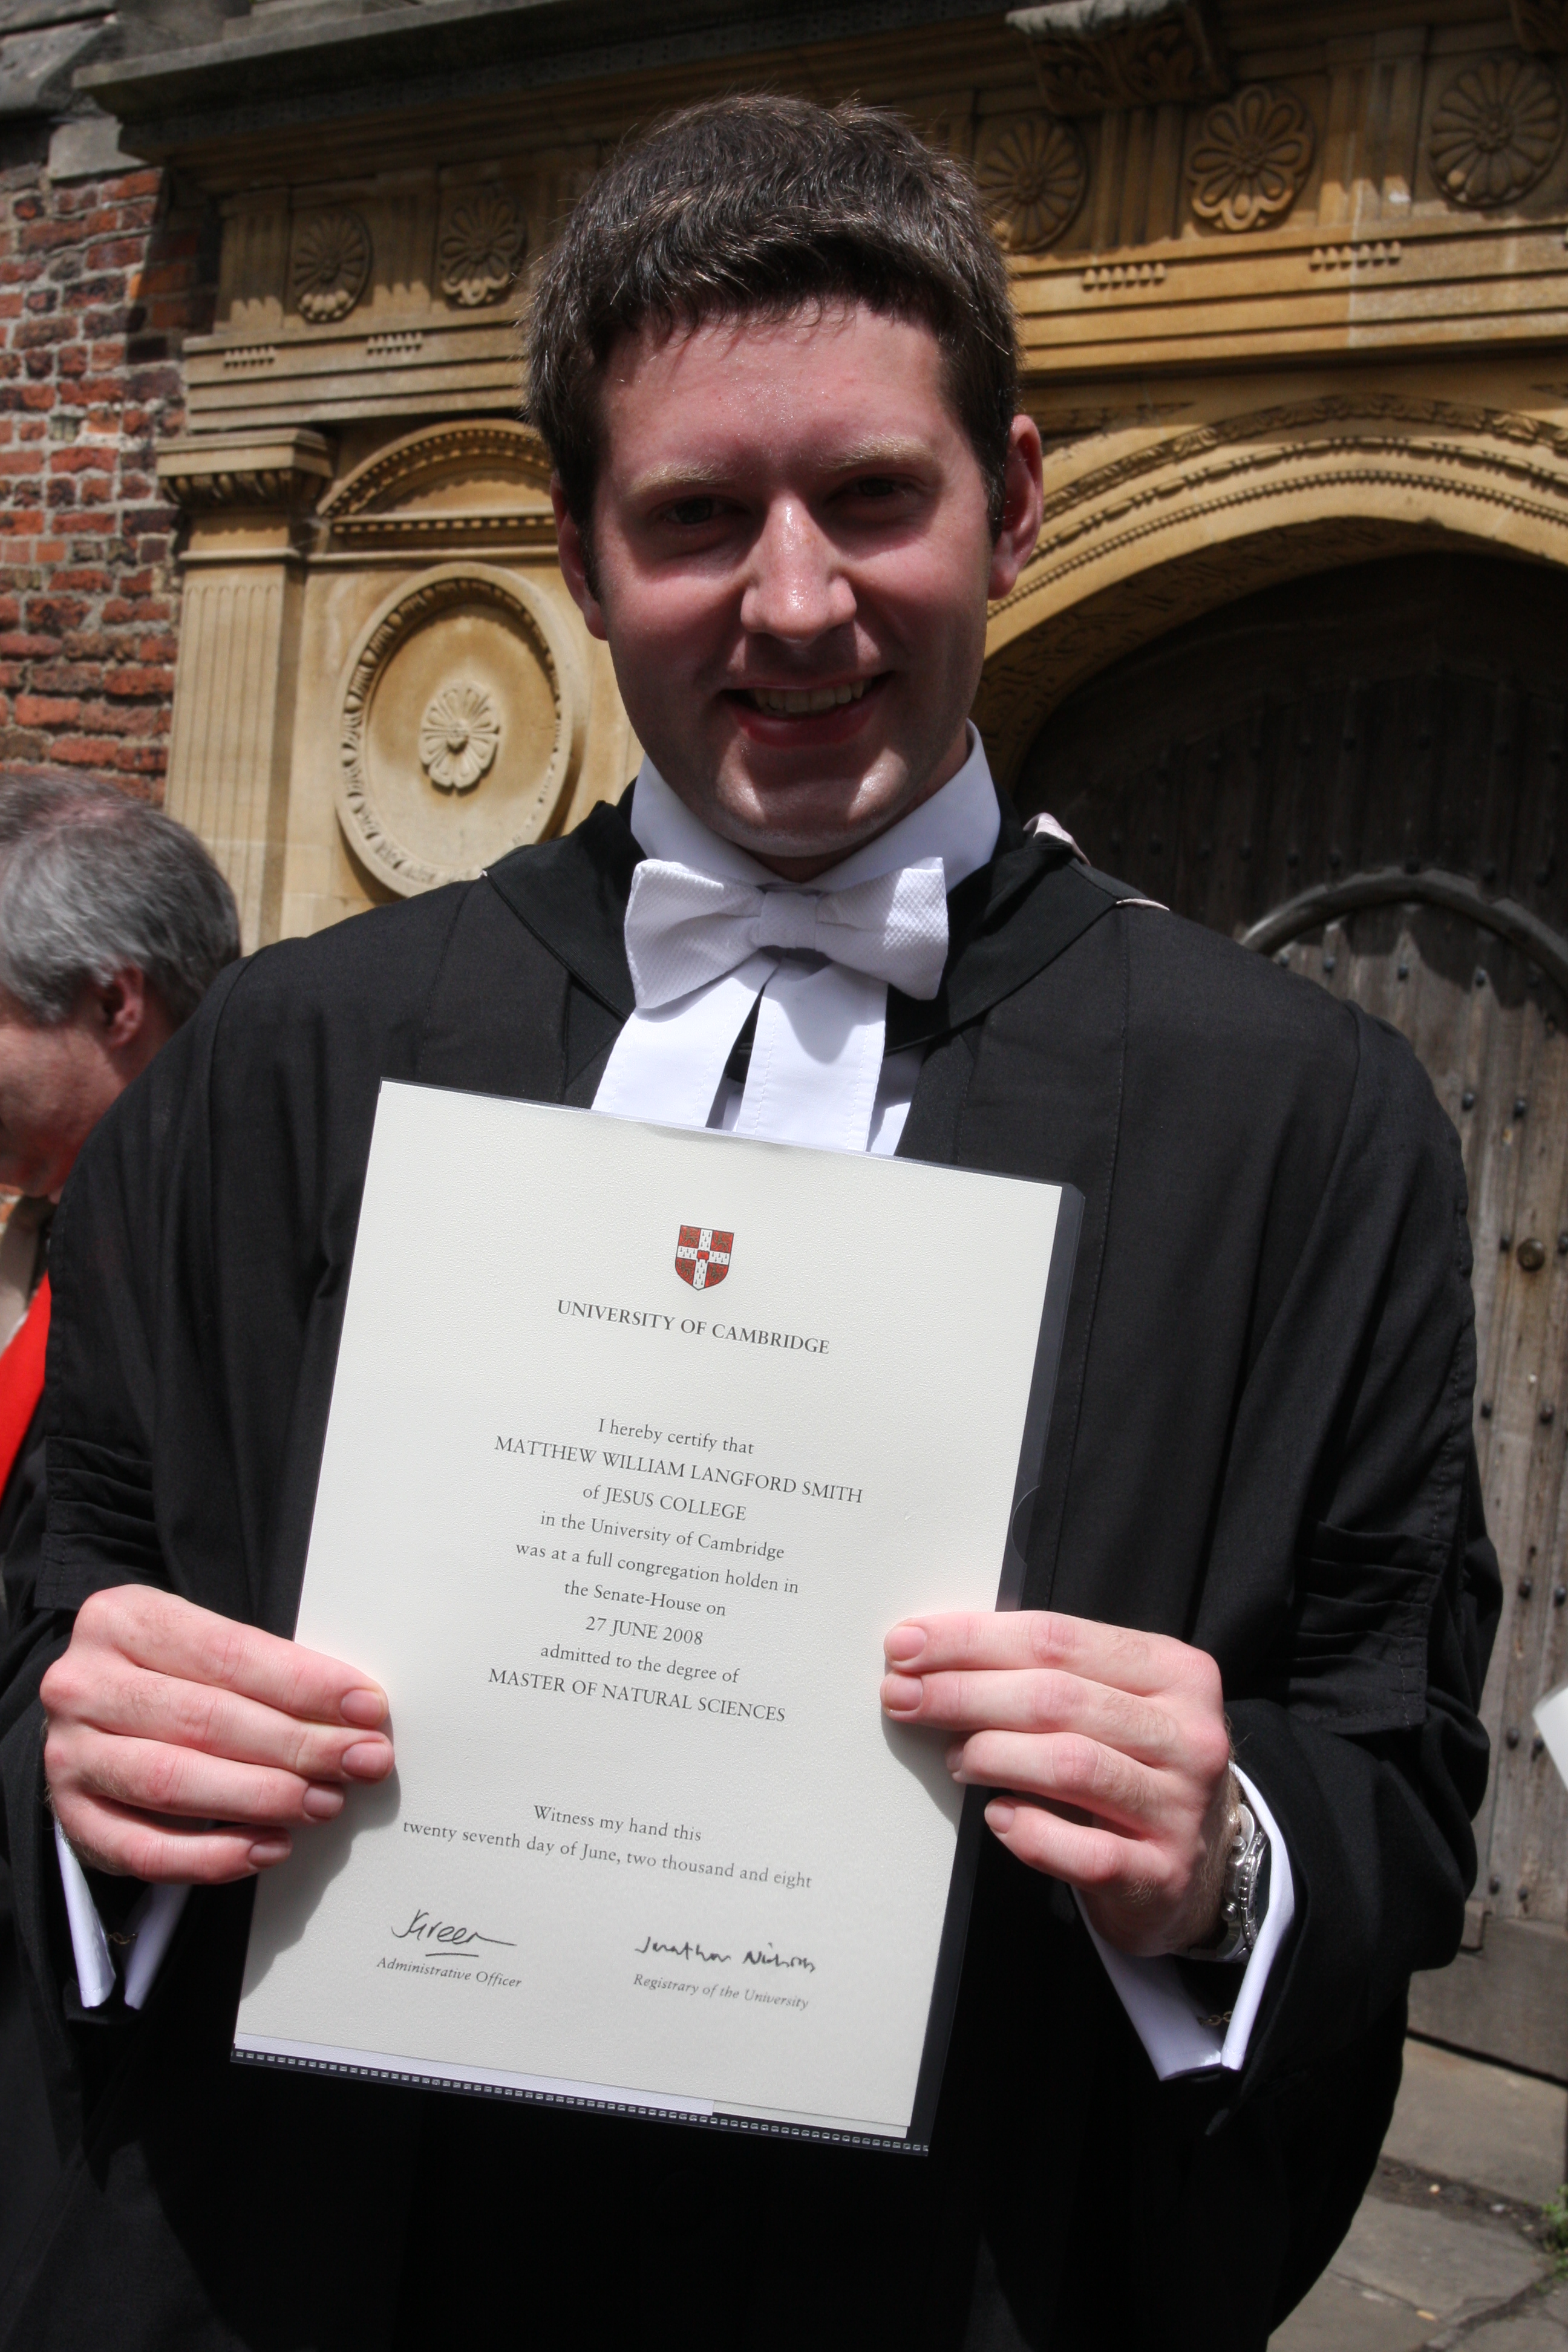 UNIVERSITY OF CAMBRIDGE
I hereby certify that
MATTHEW WILLIAM LANGFORD SMITH
of JESUS COLLEGE
in the University of Cambridge
was at a full congregation holden in
the Senate-House on
27 JUNE 2008
admitted to the degree of
MASTER OF NATURAL SCIENCES
Witness my hand this
twenty seventh day of June, two thousand and eight
JGreen
Administrative Officer
Jonathan Nicholls
Registrary of the University